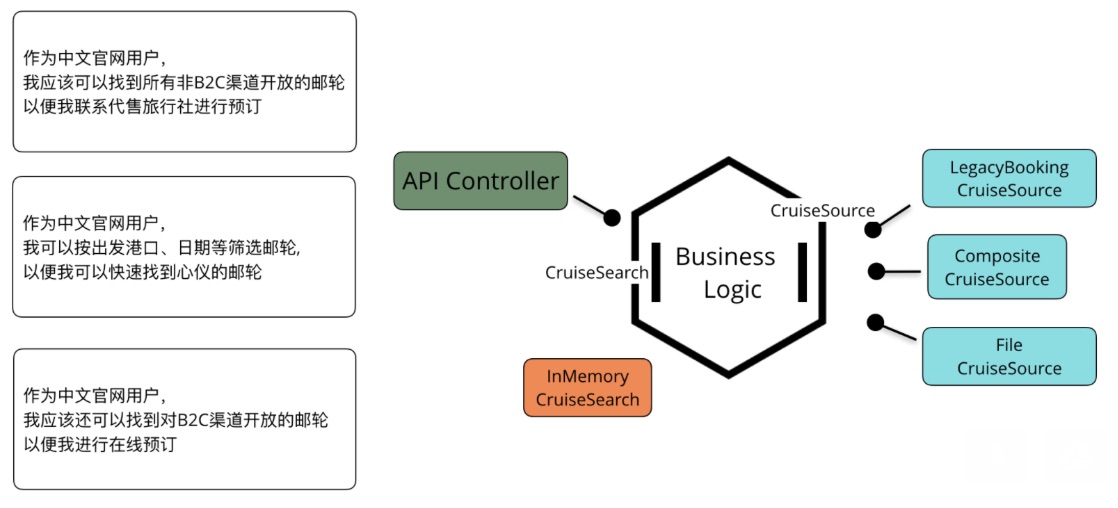 作为中文官网用户，
我应该可以找到所有非B2C渠道开放的邮轮
以便我联系代售旅行社进行预订
作为中文官网用户，
我可以按出发港口、日期等筛选邮轮,
以便我可以快速找到心仪的邮轮
作为中文官网用户，
我应该还可以找到对B2C渠道开放的邮轮
以便我进行在线预订
API Controller
CruiseSearch
Business
Logic
CruiseSource
InMemory
CruiseSearch
LegacyBooking
CruiseSource
Composite
CruiseSource
File
CruiseSource